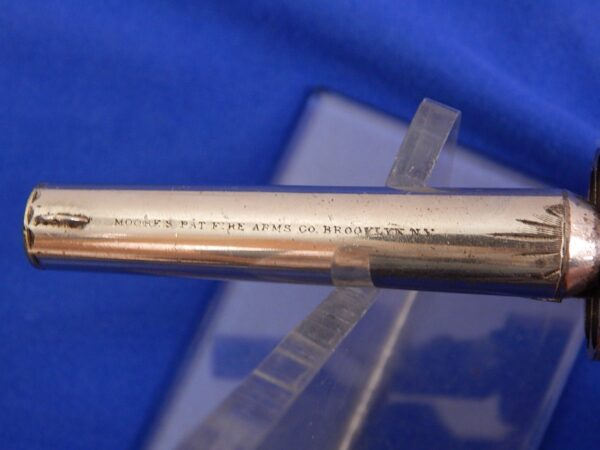 MOORE'S PAT FIRE ARMS CO. BROOKLYN. N.Y.